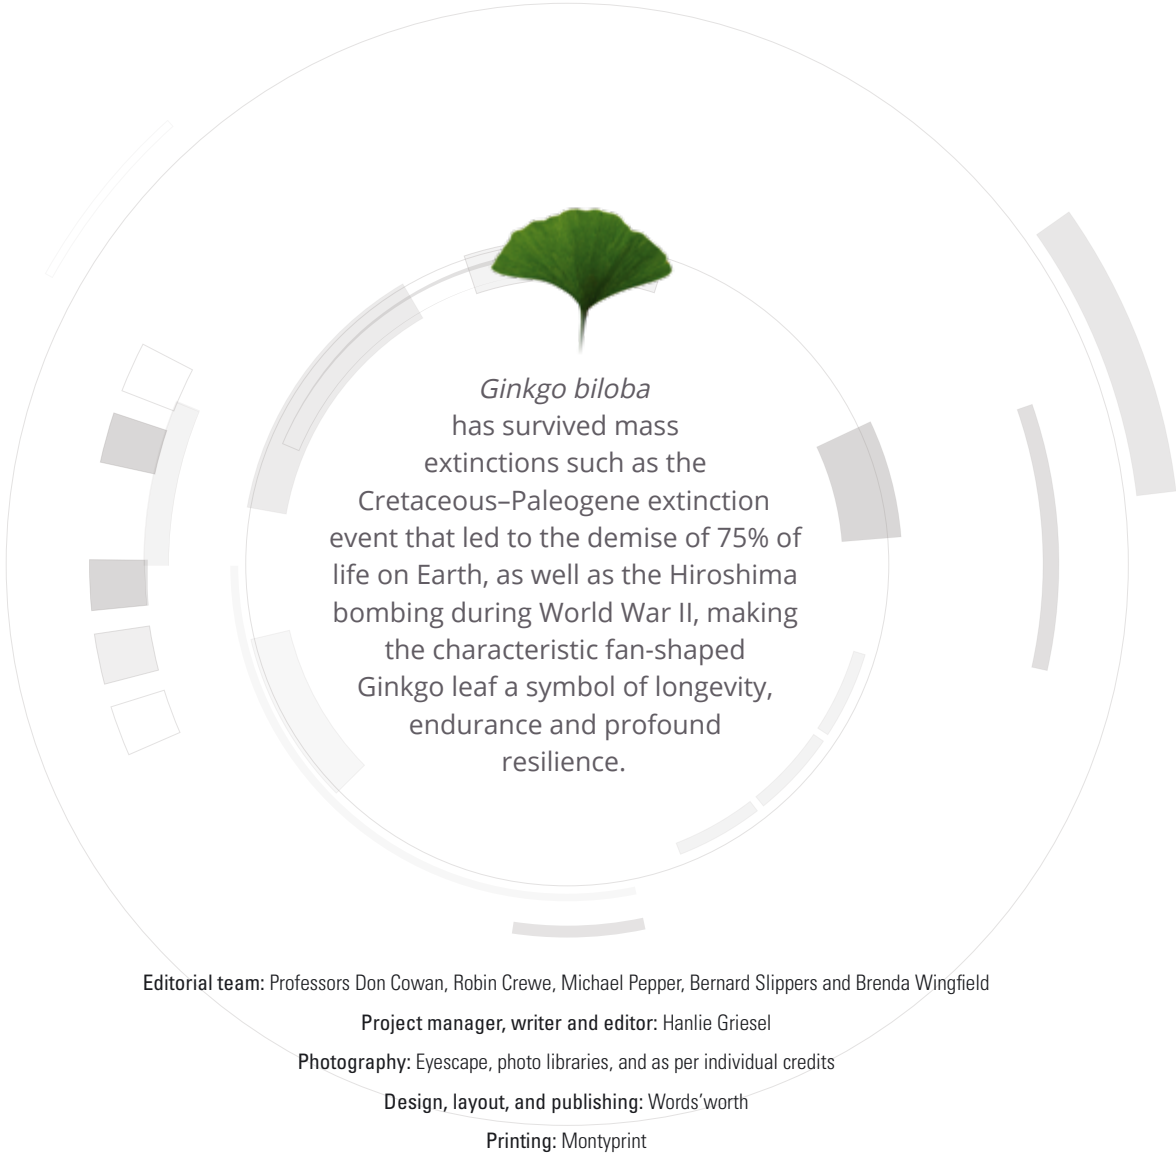 Ginkgo biloba
has survived mass
extinctions such as the
Cretaceous–Paleogene extinction
event that led to the demise of 75% of
life on Earth, as well as the Hiroshima
bombing during World War II, making
the characteristic fan-shaped
Ginkgo leaf a symbol of longevity,
endurance and profound
resilience.
Editorial team: Professors Don Cowan, Robin Crewe, Michael Pepper, Bernard Slippers and Brenda Wingfield
Project manager, writer and editor: Hanlie Griesel
Photography: Eyescape, photo libraries, and as per individual credits
Design, layout, and publishing: Words’worth
Printing: Montyprint